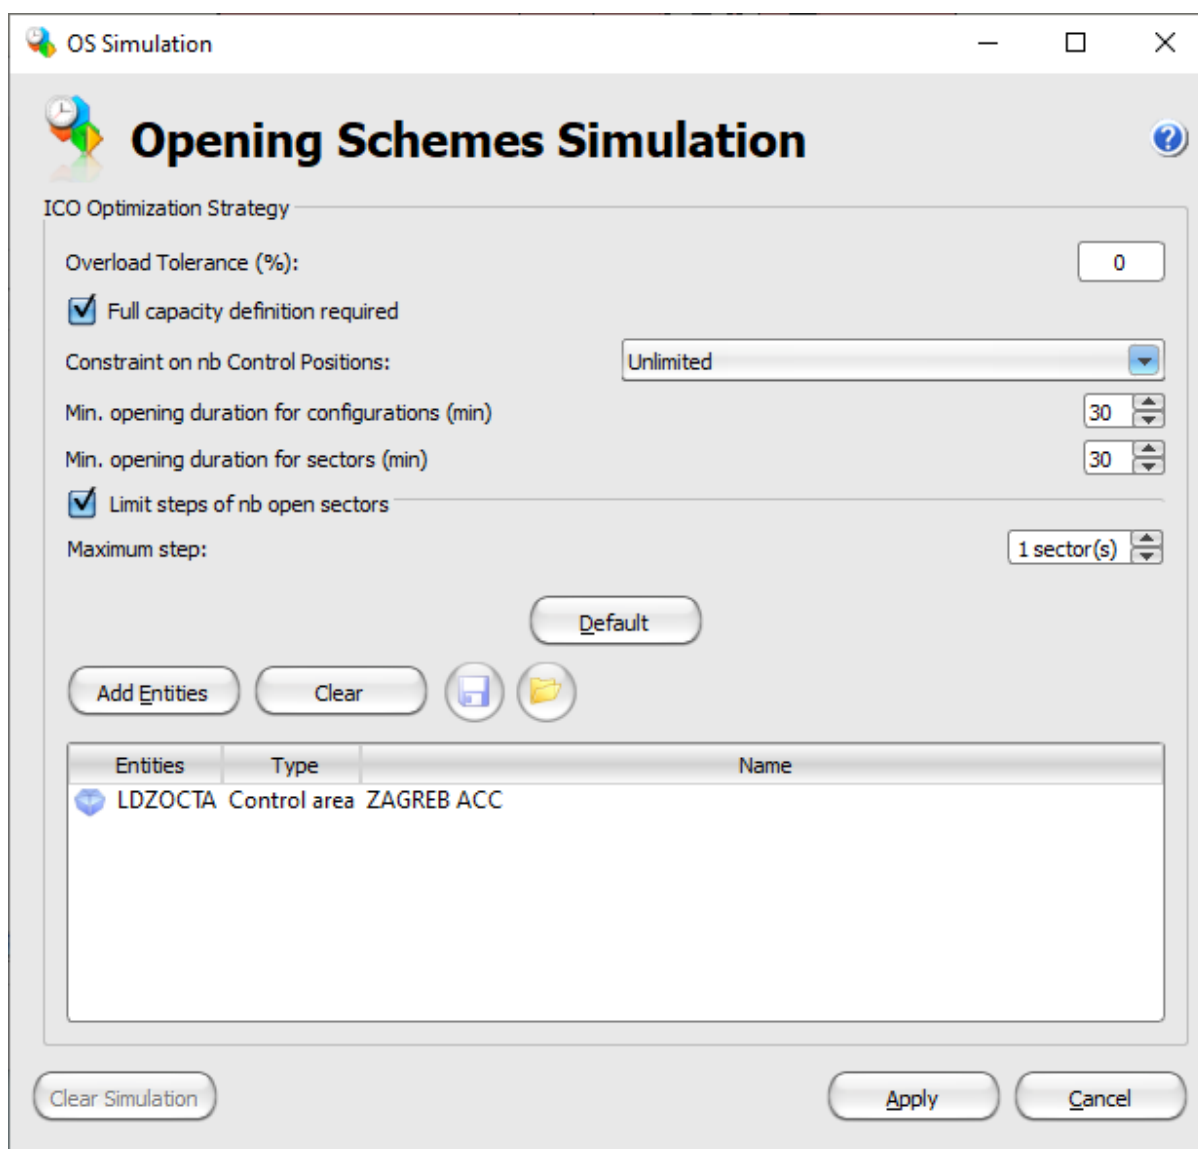 OS Simulation
Opening Schemes Simulation
ICO Optimization Strategy
Overload Tolerance (%): 0
Full capacity definition required
Constraint on nb Control Positions: Unlimited
Min. opening duration for configurations (min) 30
Min. opening duration for sectors (min) 30
Limit steps of nb open sectors
Maximum step: 1 sector(s)
Default
Add Entities Clear
Entities Type Name
LDZOCTA Control area ZAGREB ACC
Clear Simulation Apply Cancel